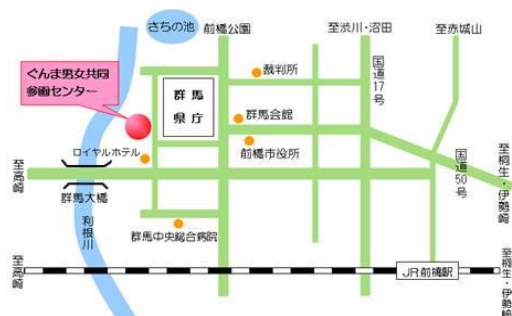 さちの池
前橋公園
至渋川・沼田
至赤城山
ぐんま男女共同
参画センター
裁判所
国道17号
群馬
県庁
群馬会館
前橋市役所
ロイヤルホテル
至高崎
国道50号
至桐生・伊勢崎
群馬大橋
利根川
群馬中央総合病院
至高崎
JR前橋駅
至桐生・伊勢崎